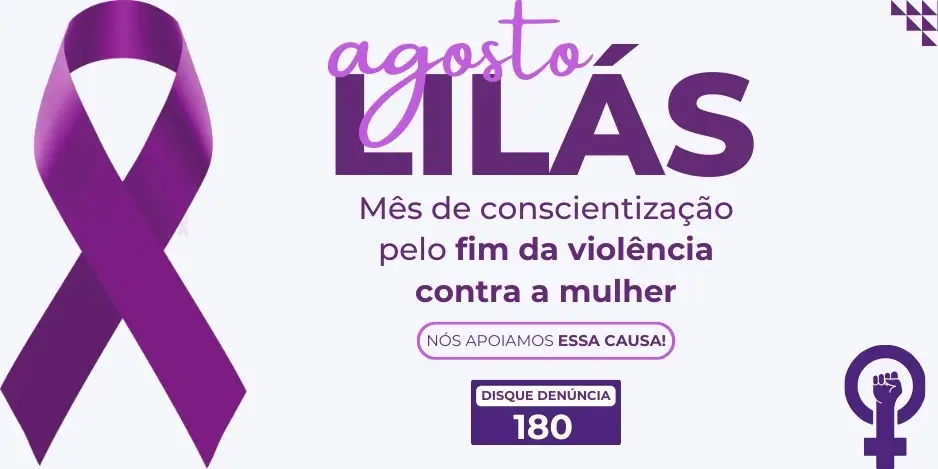 agosto
LILÁS
Mês de conscientização
pelo fim da violência
contra a mulher
NÓS APOIAMOS ESSA CAUSA!
DISQUE DENÚNCIA
180